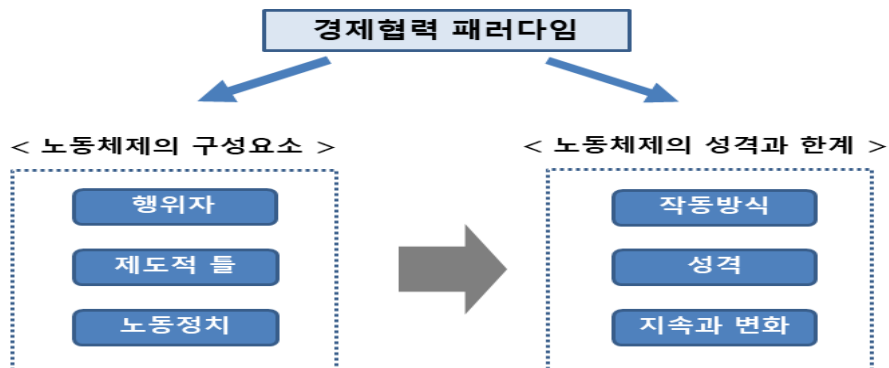 경제협력 패러다임
< 노동체제의 구성요소 >
행위자
제도적 틀
노동정치
< 노동체제의 성격과 한계 >
작동방식
성격
지속과 변화